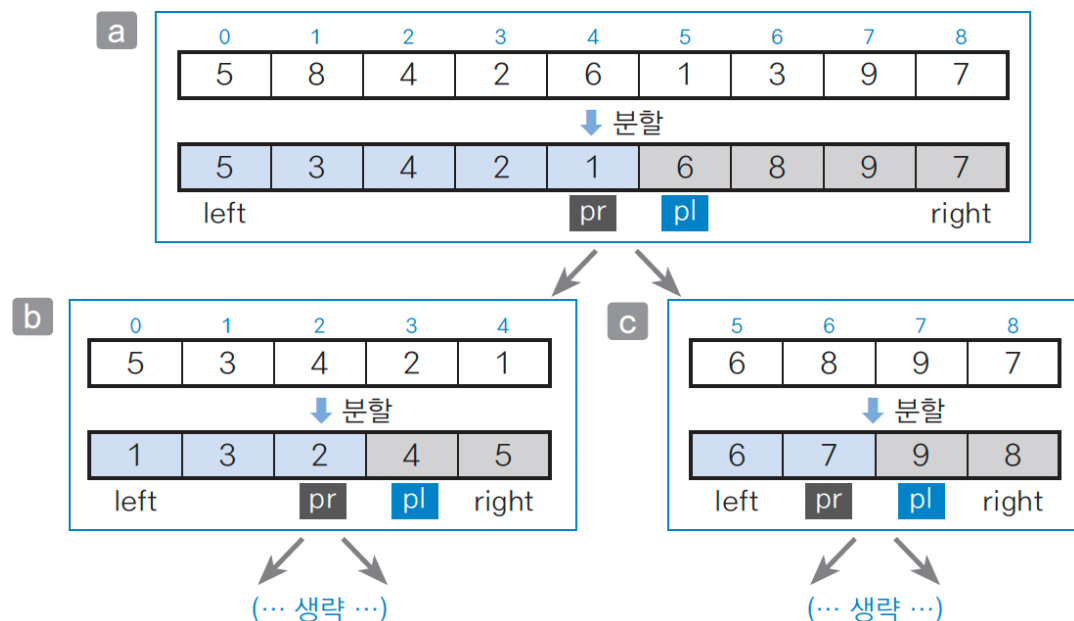 a
0 1 2 3 4 5 6 7 8
5 8 4 2 6 1 3 9 7
분할
5 3 4 2 1 6 8 9 7
left pr pl right
b
0 1 2 3 4
5 3 4 2 1
분할
1 3 2 4 5
left pr pl right
(… 생략 …)
c
5 6 7 8
6 8 9 7
분할
6 7 9 8
left pr pl right
(… 생략 …)